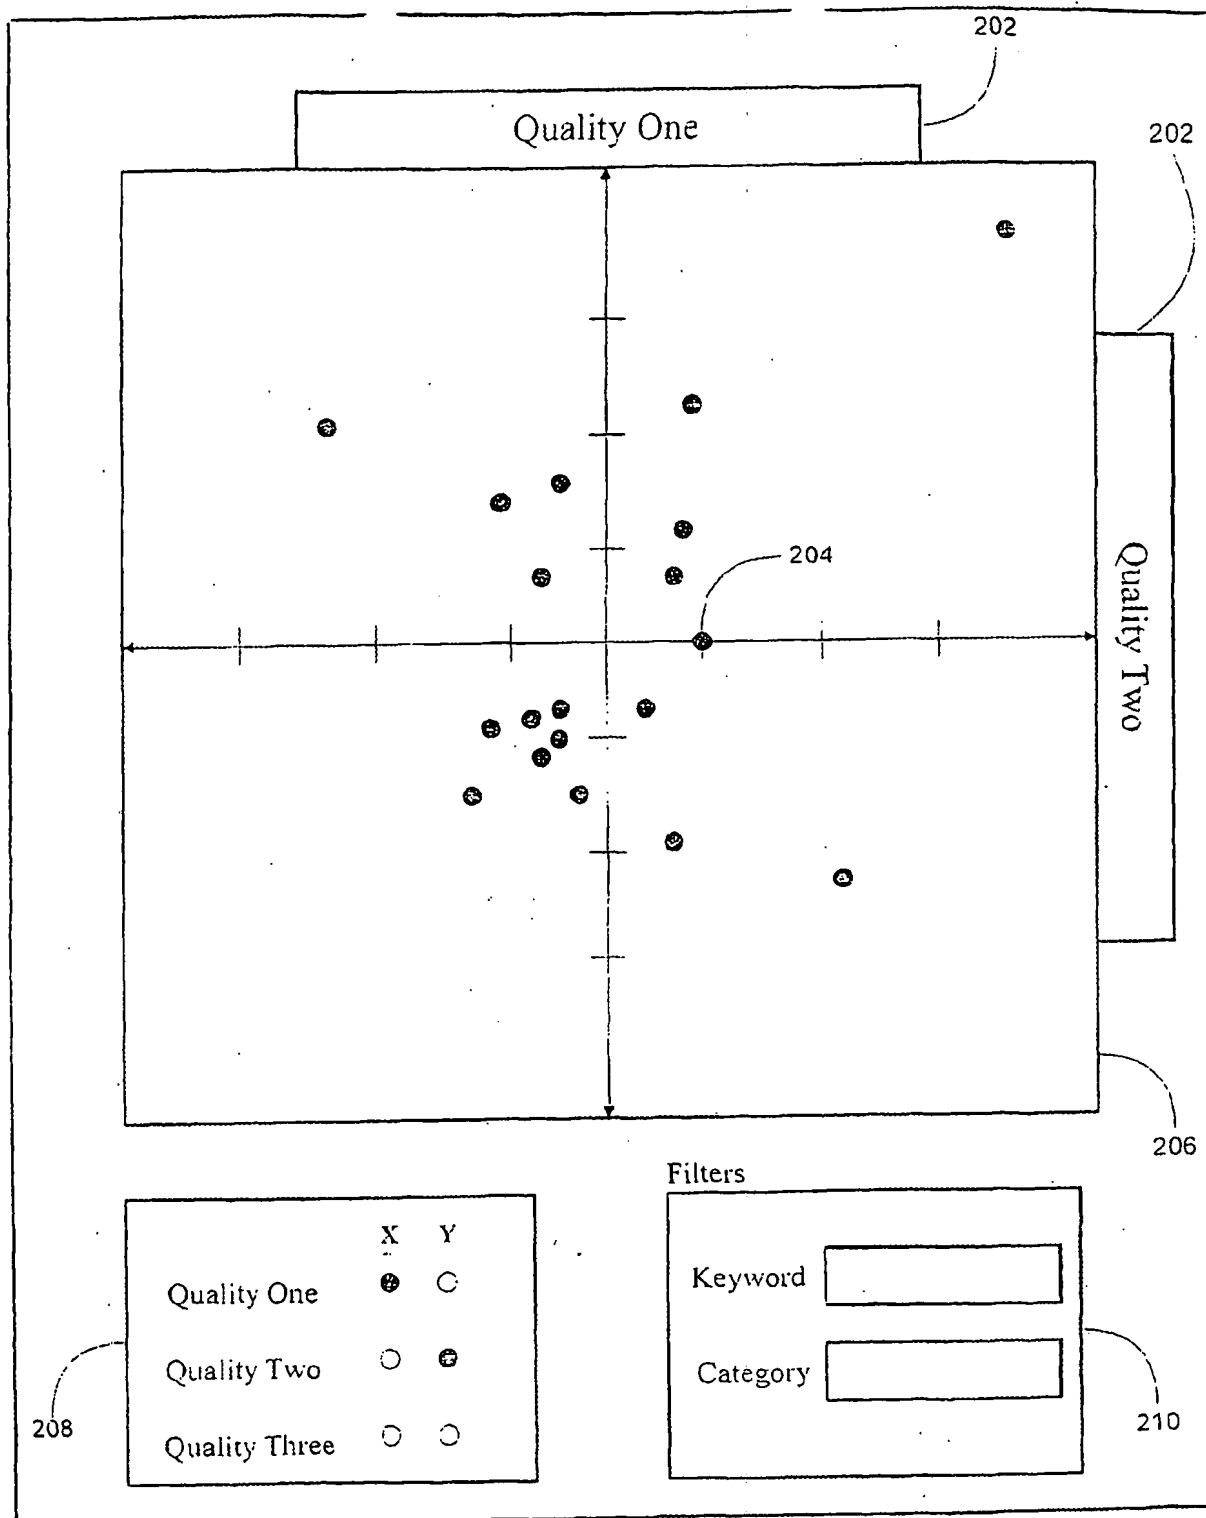 202
Quality One
202
204
Quality Two
206
Filters
X Y
Quality One
Quality Two
Quality Three
208
Keyword
Category
210